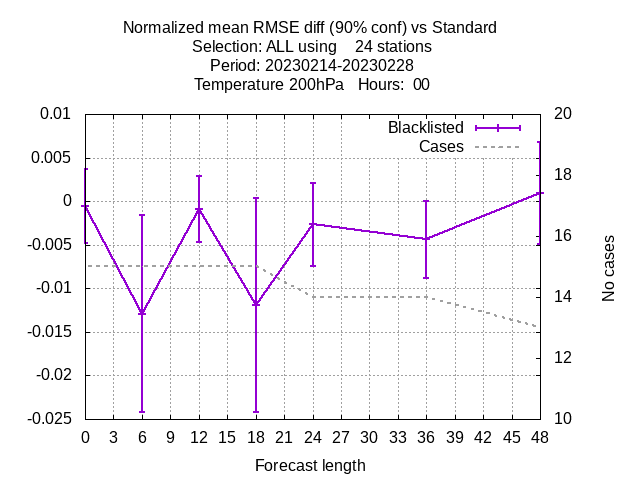 Normalized mean RMSE diff (90% conf) vs Standard
Selection: ALL using    24 stations
Period: 20230214-20230228
Temperature 200hPa   Hours:  00
0.01
0.005
0
-0.005
-0.01
-0.015
-0.02
-0.025
20
18
16
14
12
10
Blacklisted
Cases
No cases
0 3 6 9 12 15 18 21 24 27 30 33 36 39 42 45 48
Forecast length